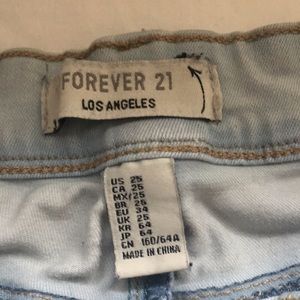 FOREVER 21
LOS ANGELES
US 25
CA 25
MX/25
BR 25
EU 34
UK 25
KR 64
JP 64
CN 160/64A
MADE IN CHINA